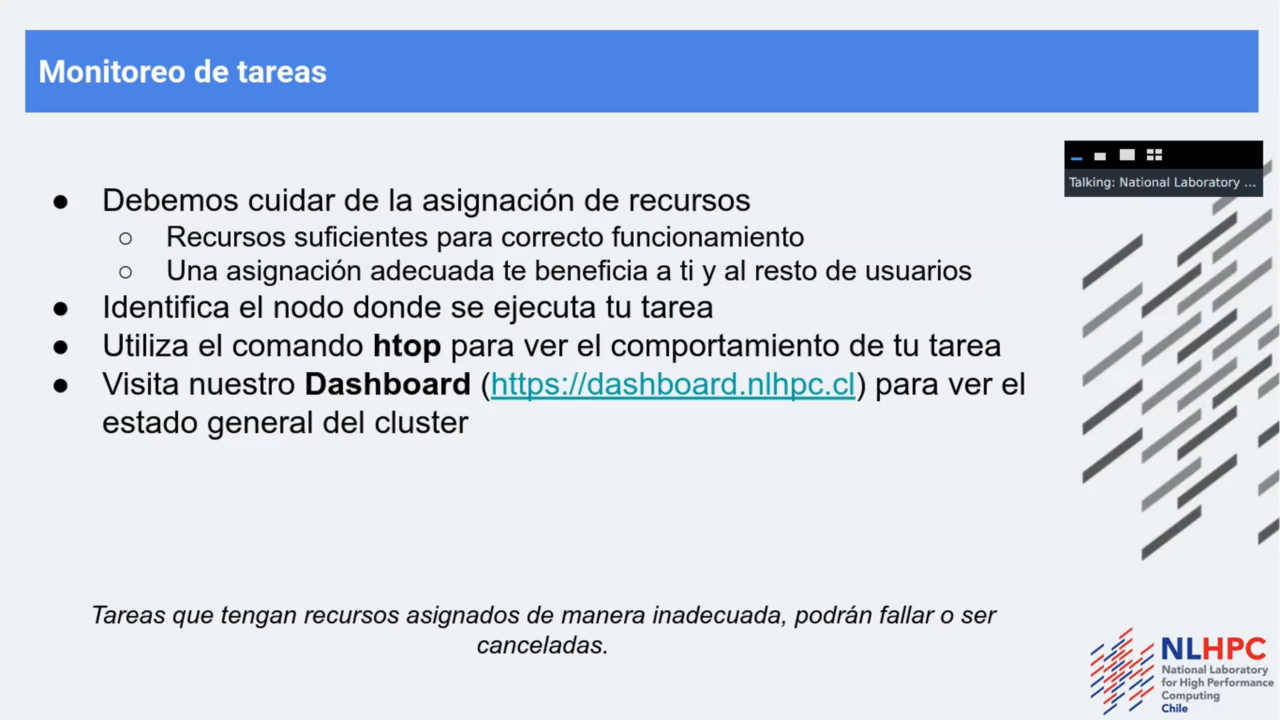 Monitoreo de tareas
Talking: National Laboratory ...
● Debemos cuidar de la asignación de recursos
○ Recursos suficientes para correcto funcionamiento
○ Una asignación adecuada te beneficia a ti y al resto de usuarios
● Identifica el nodo donde se ejecuta tu tarea
● Utiliza el comando htop para ver el comportamiento de tu tarea
● Visita nuestro Dashboard (https://dashboard.nlhpc.cl) para ver el
estado general del cluster
Tareas que tengan recursos asignados de manera inadecuada, podrán fallar o ser
canceladas.
NLHPC
National Laboratory
for High Performance
Computing
Chile